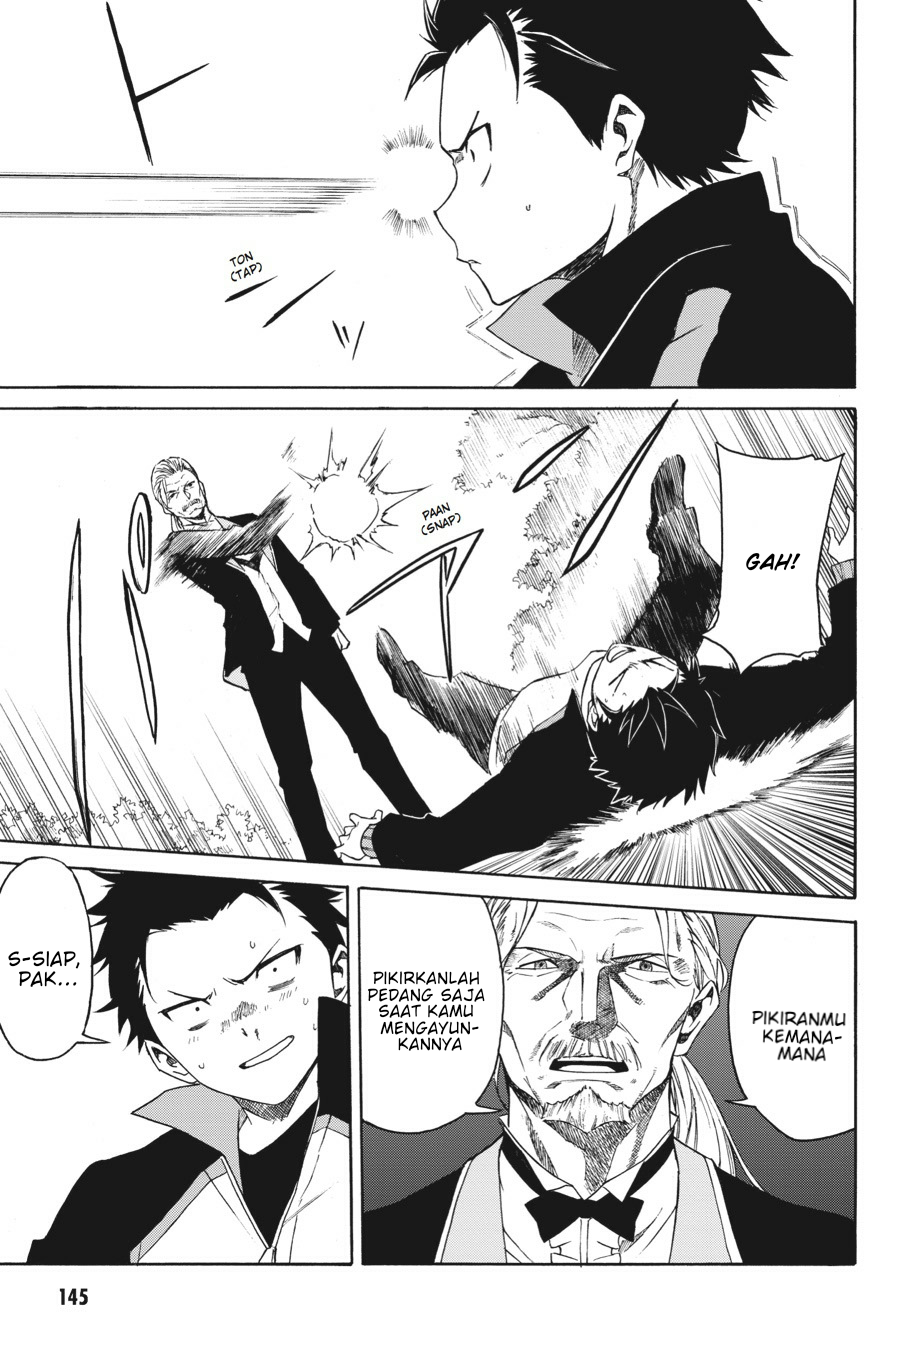 TON
(TAP)
PAAN
(SNAP)
GAH!
PIKIRANMU
KEMANA-
MANA
PIKIRKANLAH
PEDANG SAJA
SAAT KAMU
MENGAYUN-
KANNYA
S-SIAP,
PAK...
145